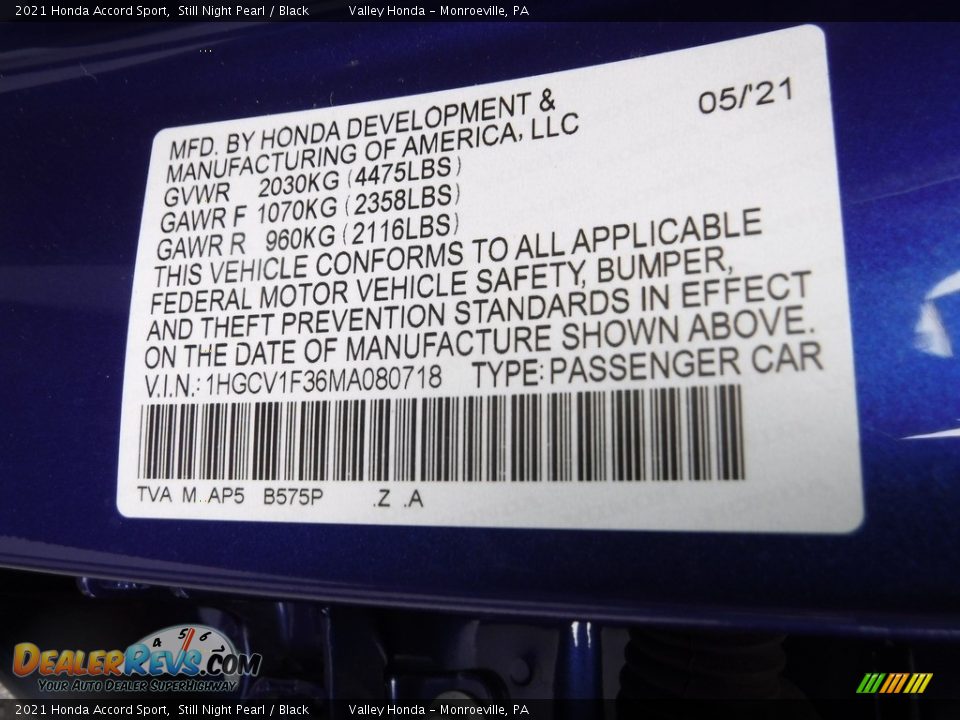 2021 Honda Accord Sport,  Still Night Pearl / Black        Valley Honda - Monroeville, PA
05/'21
MFD. BY HONDA DEVELOPMENT &
MANUFACTURING OF AMERICA, LLC
GVWR 2030KG (4475LBS)
GAWR F 1070KG (2358LBS)
GAWR R 960KG (2116LBS)
THIS VEHICLE CONFORMS TO ALL APPLICABLE
FEDERAL MOTOR VEHICLE SAFETY, BUMPER,
AND THEFT PREVENTION STANDARDS IN EFFECT
ON THE DATE OF MANUFACTURE SHOWN ABOVE.
V.I.N.: 1HGCV1F36MA080718 TYPE: PASSENGER CAR
TVA M..AP5 B575P .Z .A
4 5 6
DEALERREVS.COM
YOUR AUTO DEALER SUPERHIGHWAY
2021 Honda Accord Sport,  Still Night Pearl / Black        Valley Honda - Monroeville, PA